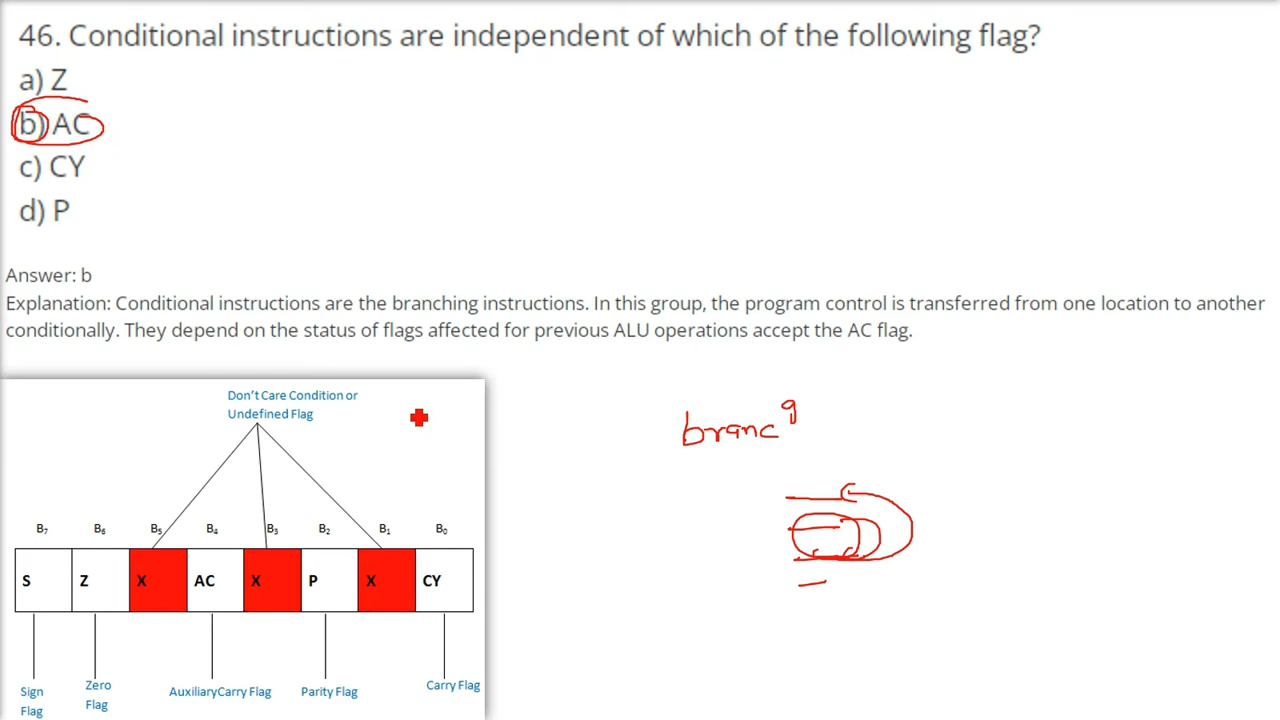 46. Conditional instructions are independent of which of the following flag?
a) Z
b) AC
c) CY
d) P
Answer: b
Explanation: Conditional instructions are the branching instructions. In this group, the program control is transferred from one location to another
conditionally. They depend on the status of flags affected for previous ALU operations accept the AC flag.
Don't Care Condition or
Undefined Flag
branc g
B7 B6 B5 B4 B3 B2 B1 B0
S Z X AC X P X CY
Sign
Flag
Zero
Flag
AuxiliaryCarry Flag
Parity Flag
Carry Flag